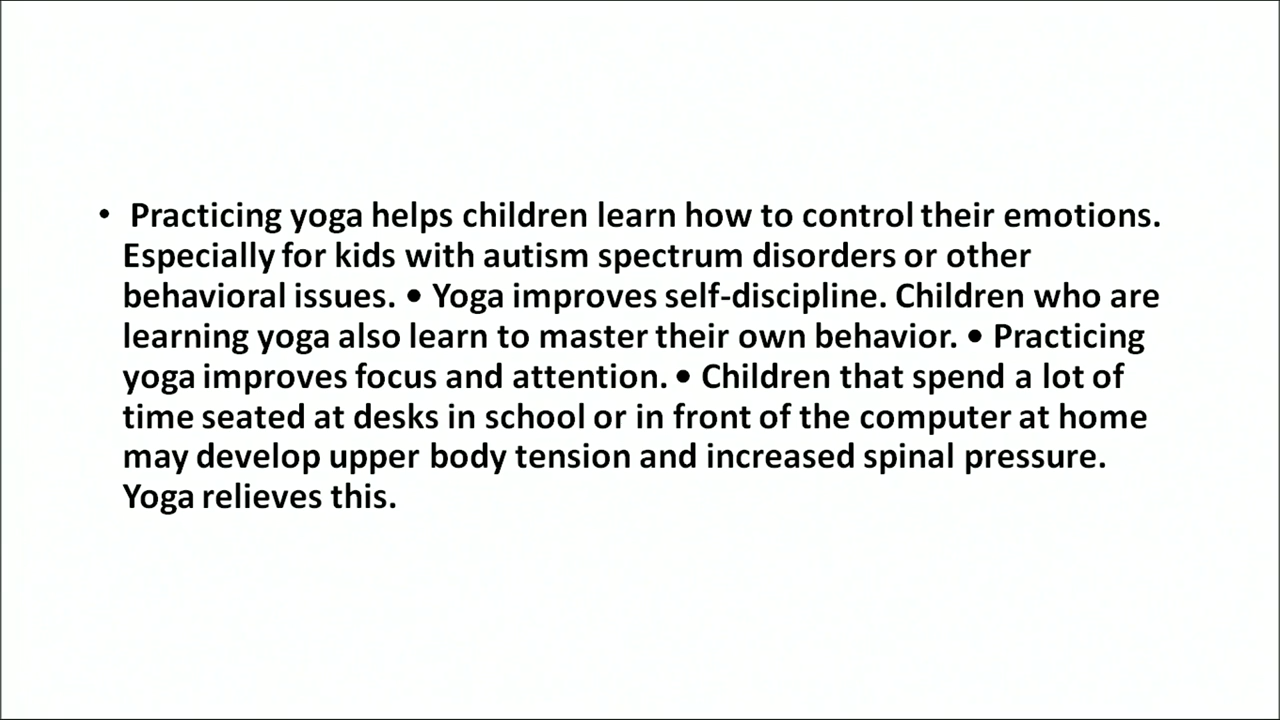 • Practicing yoga helps children learn how to control their emotions.
Especially for kids with autism spectrum disorders or other
behavioral issues. • Yoga improves self-discipline. Children who are
learning yoga also learn to master their own behavior. • Practicing
yoga improves focus and attention. • Children that spend a lot of
time seated at desks in school or in front of the computer at home
may develop upper body tension and increased spinal pressure.
Yoga relieves this.